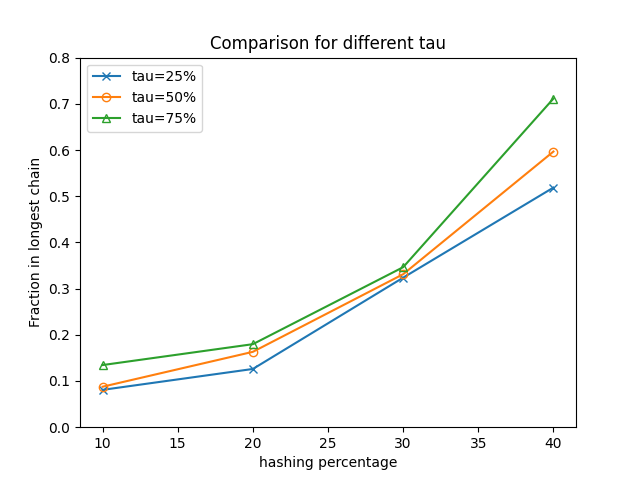 Comparison for different tau
tau=25%
tau=50%
tau=75%
Fraction in longest chain
0.8
0.7
0.6
0.5
0.4
0.3
0.2
0.1
0.0
10 15 20 25 30 35 40
hashing percentage